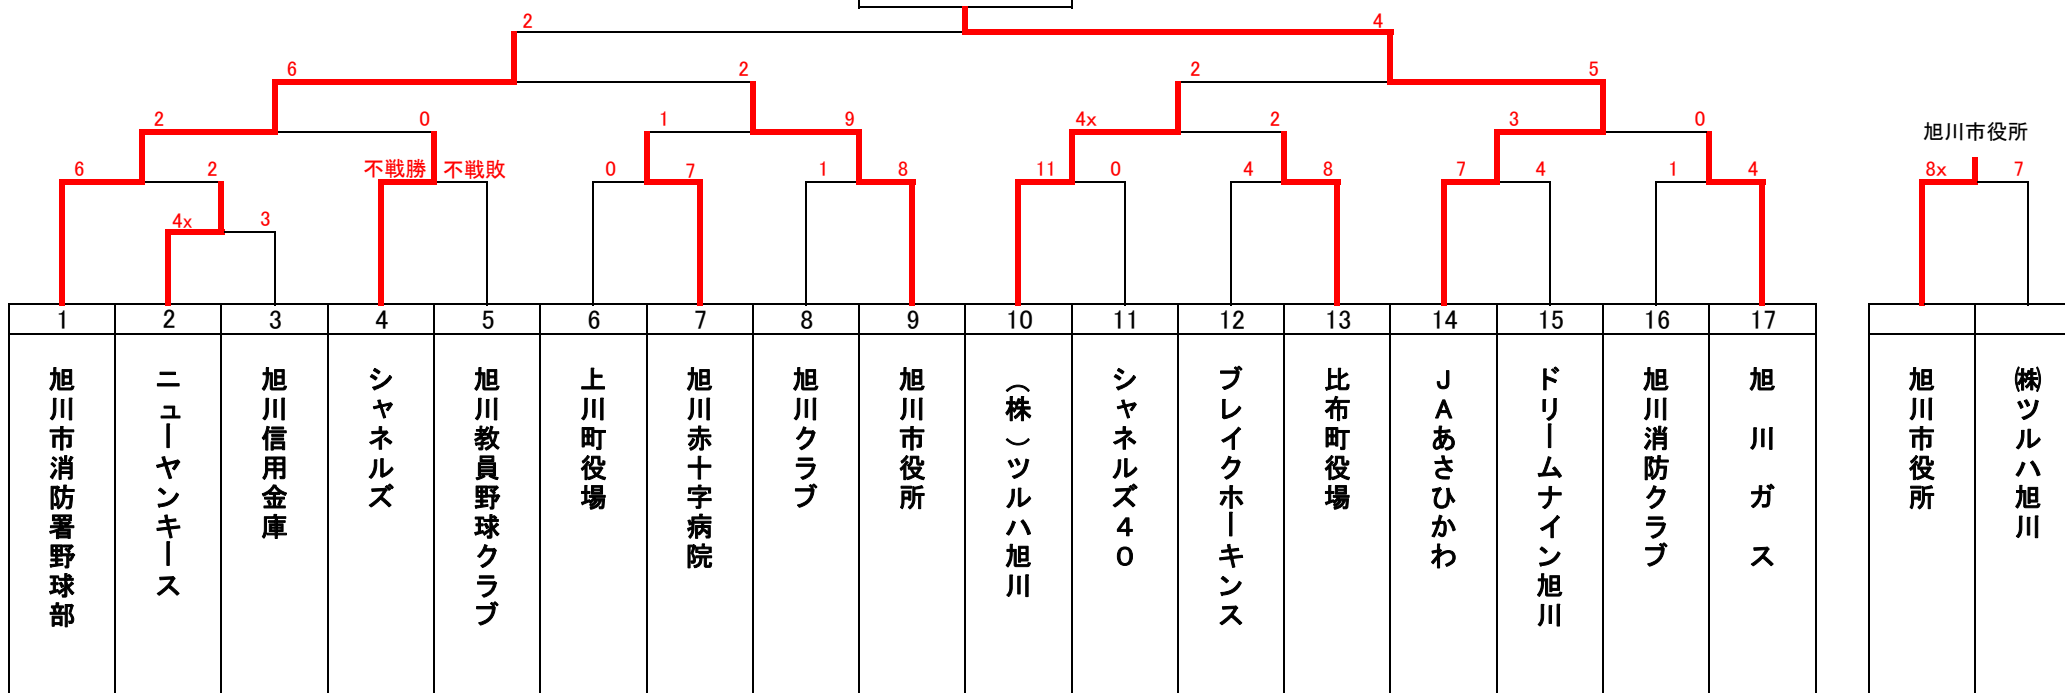 2 4
6 2 2 5
2 0 1 9 4x 2 3 0 旭川市役所
6 2 不戦勝 不戦敗 0 7 1 8 11 0 4 8 7 4 1 4 8x 7
4x 3
1 2 3 4 5 6 7 8 9 10 11 12 13 14 15 16 17
旭川市消防署野球部
ニューヤンキース
旭川信用金庫
シャネルズ
旭川教員野球クラブ
上川町役場
旭川赤十字病院
旭川クラブ
旭川市役所
（株）ツルハ旭川
シャネルズ４０
ブレイクホーキンス
比布町役場
ＪＡあさひかわ
ドリームナイン旭川
旭川消防クラブ
旭川ガス
旭川市役所
㈱ツルハ旭川